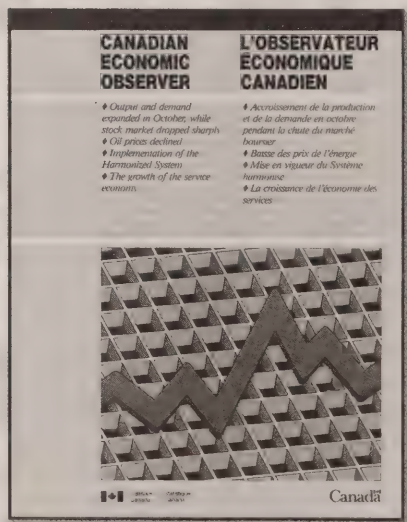 CANADIAN
ECONOMIC
OBSERVER
♦ Output and demand
expanded in October, while
stock market dropped sharply
♦ Oil prices declined
♦ Implementation of the
Harmonized System
♦ The growth of the service
economy
L'OBSERVATEUR
ÉCONOMIQUE
CANADIEN
♦ Accroissement de la production
et de la demande en octobre
pendant la chute du marché
boursier
♦ Baisse des prix de l'énergie
♦ Mise en vigueur du Système
harmonisé
♦ La croissance de l'économie des
services
Canada